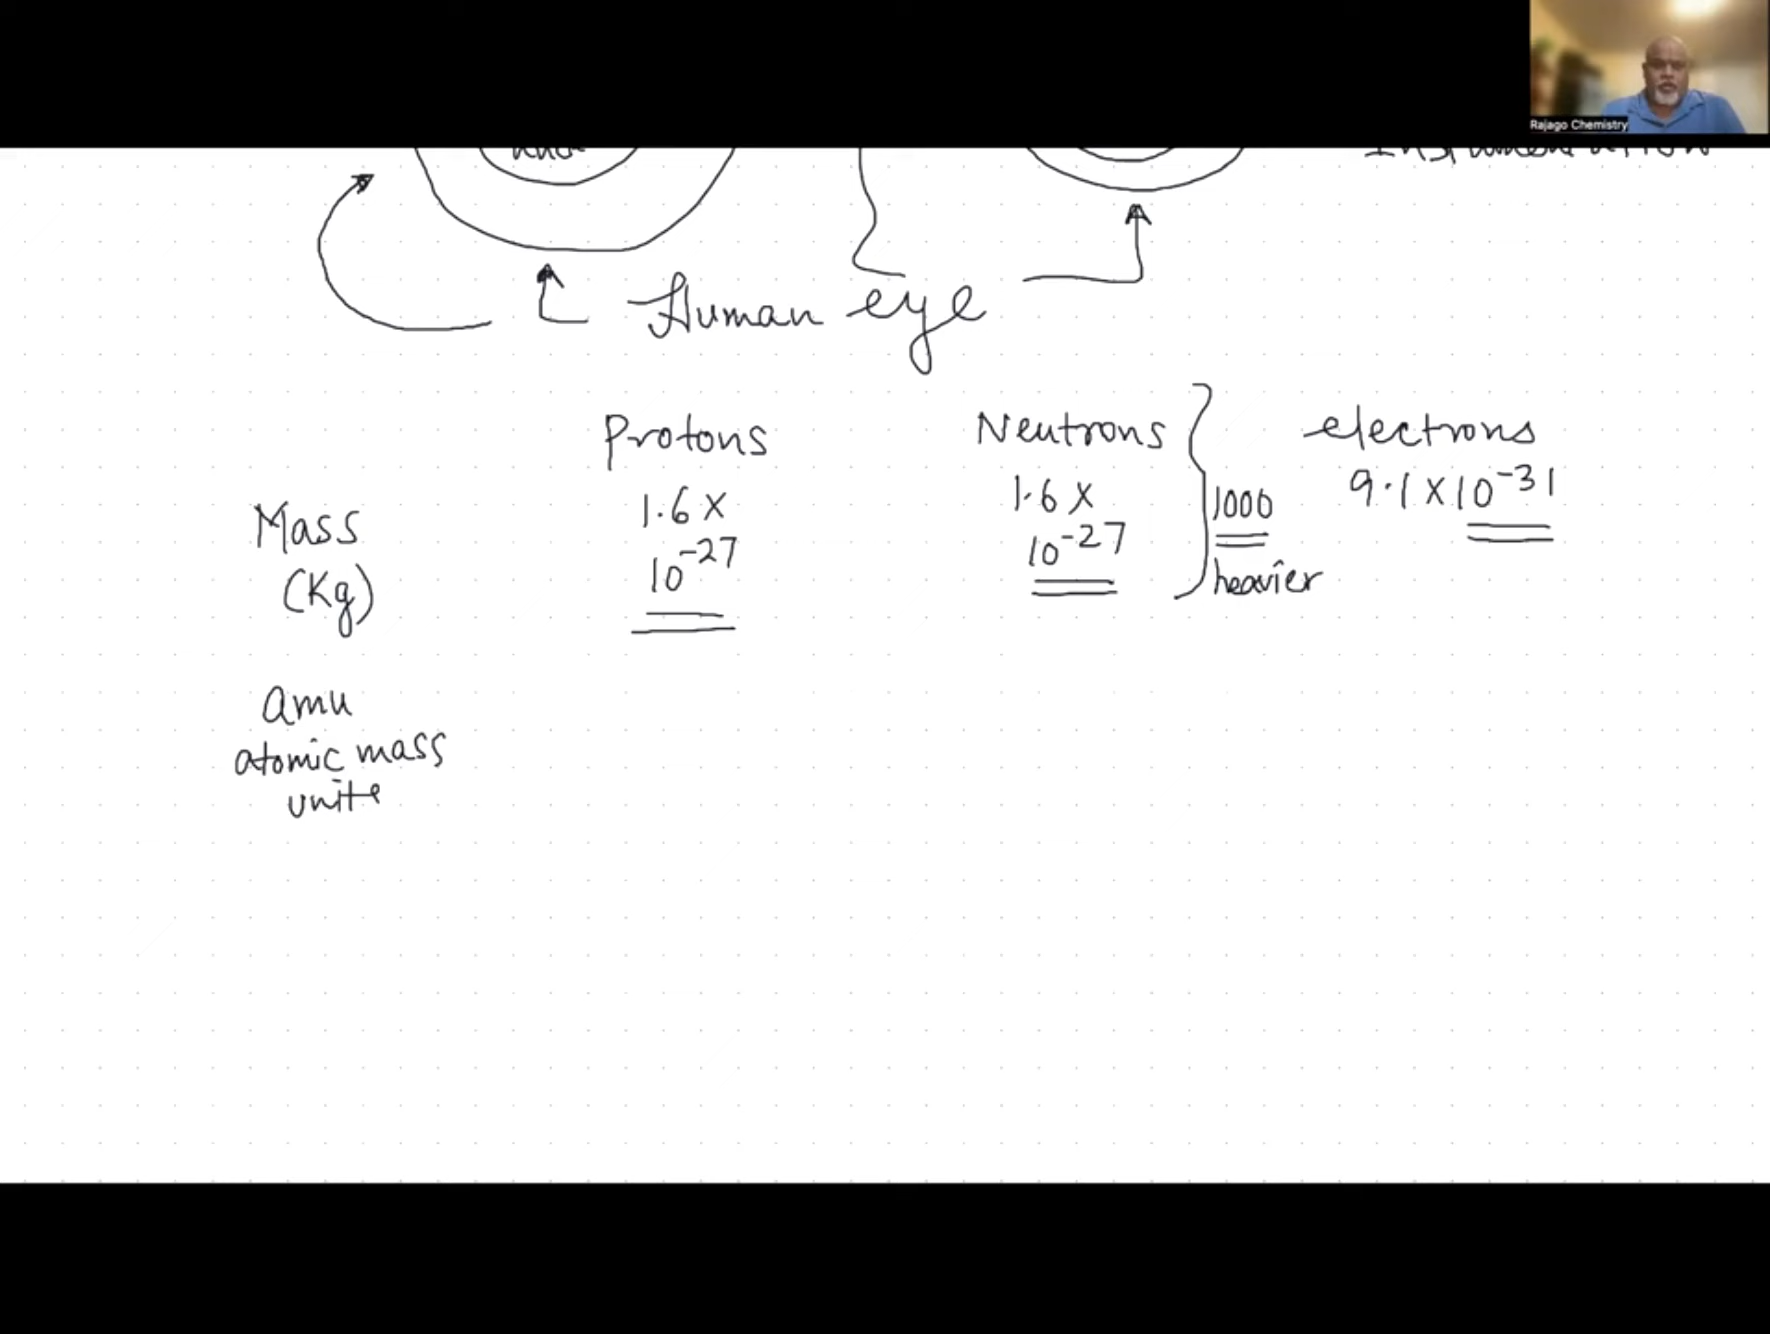 Rajago Chemistry
Instrumentation
Human eye
Protons
Neutrons
electrons
Mass
(Kg)
1.6 x
10-27
1.6 x
10-27
1000
heavier
9.1 x 10-31
amu
atomic mass
unite